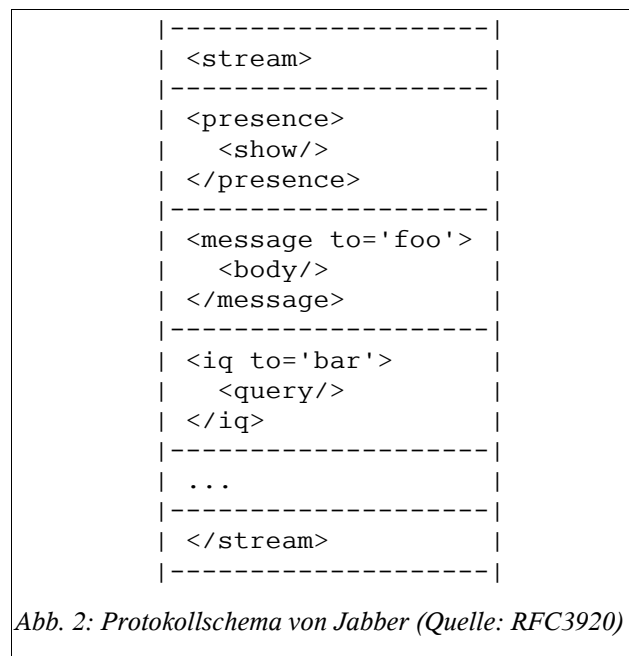 |--------------------|
| <stream>           |
|--------------------|
| <presence>         |
|   <show/>          |
| </presence>        |
|--------------------|
| <message to='foo'> |
|   <body/>          |
| </message>         |
|--------------------|
| <iq to='bar'>      |
|   <query/>         |
| </iq>              |
|--------------------|
| ...                |
|--------------------|
| </stream>          |
|--------------------|
Abb. 2: Protokollschema von Jabber (Quelle: RFC3920)